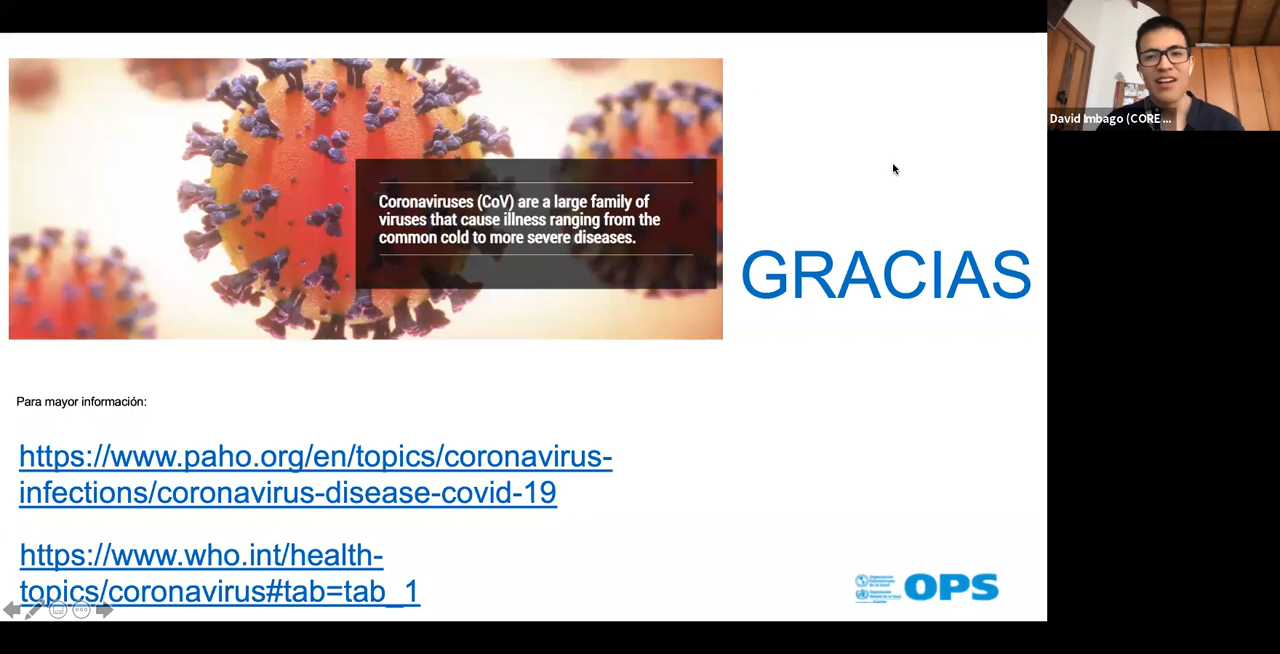 Coronaviruses (CoV) are a large family of
viruses that cause illness ranging from the
common cold to more severe diseases.
GRACIAS
David Imbago (CORE ...
Para mayor información:
https://www.paho.org/en/topics/coronavirus-
infections/coronavirus-disease-covid-19
https://www.who.int/health-
topics/coronavirus#tab=tab_1
OPS